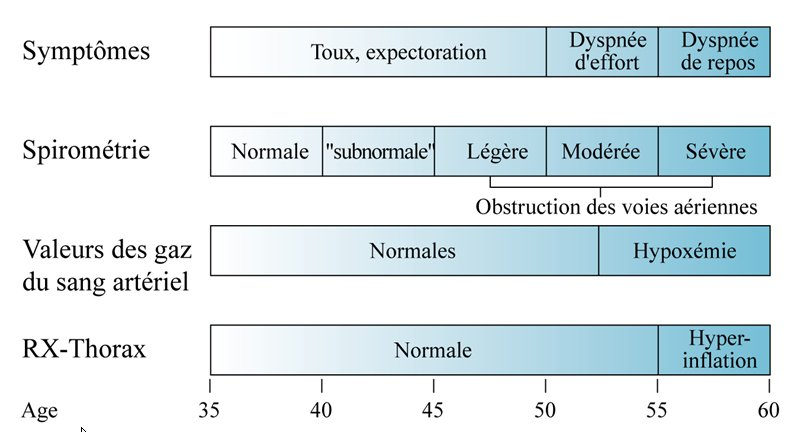 Symptômes
Toux, expectoration
Dyspnée
d'effort
Dyspnée
de repos
Spirométrie
Normale
"subnormale"
Légère
Modérée
Sévère
Obstruction des voies aériennes
Valeurs des gaz
du sang artériel
Normales
Hypoxémie
RX-Thorax
Normale
Hyper-
inflation
Age
35 40 45 50 55 60